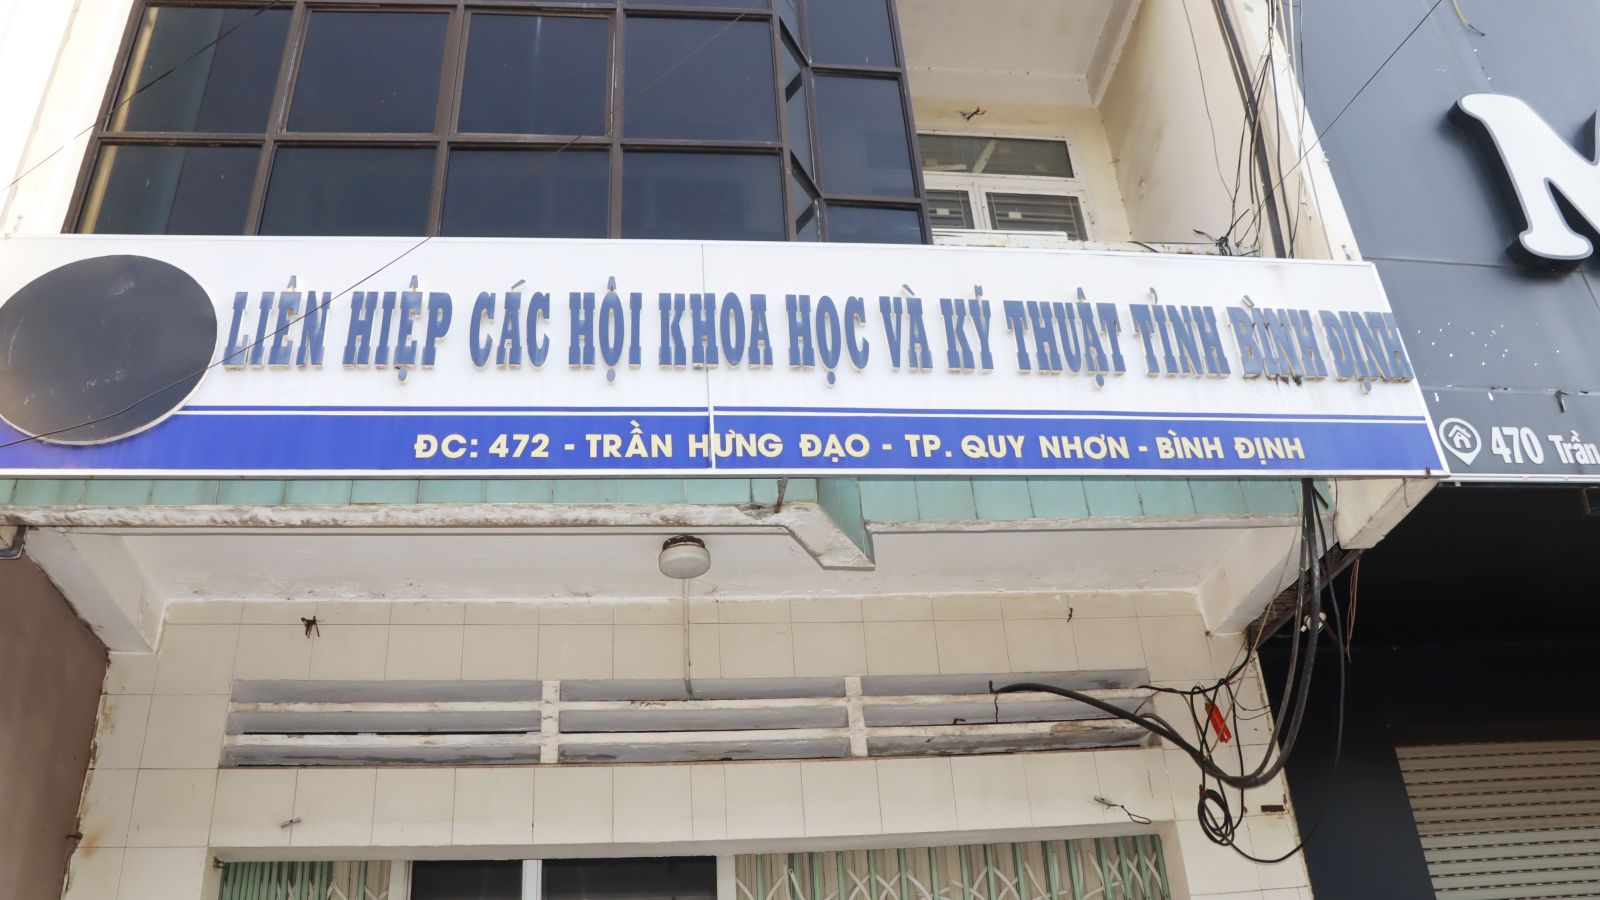 LIÊN HIỆP CÁC HỘI KHOA HỌC VÀ KỸ THUẬT TỈNH BÌNH ĐỊNH
ĐC: 472 - TRẦN HƯNG ĐẠO - TP. QUY NHƠN - BÌNH ĐỊNH
M
470 Trần